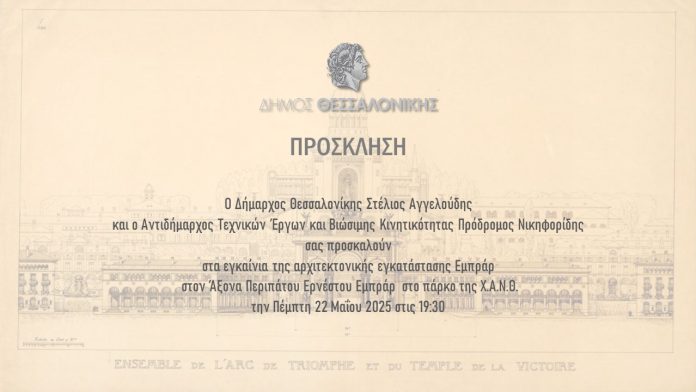 ΔΗΜΟΣ ΘΕΣΣΑΛΟΝΙΚΗΣ
ΠΡΟΣΚΛΗΣΗ
Ο Δήμαρχος Θεσσαλονίκης Στέλιος Αγγελούδης
και ο Αντιδήμαρχος Τεχνικών Έργων και Βιώσιμης Κινητικότητας Πρόδρομος Νικηφορίδης
σας προσκαλούν
στα εγκαίνια της αρχιτεκτονικής εγκατάστασης Εμπράρ
στον Άξονα Περιπάτου Ερνέστου Εμπράρ στο πάρκο της Χ.Α.Ν.Θ.
την Πέμπτη 22 Μαΐου 2025 στις 19:30
ENSEMBLE DE L'ARC DE TRIOMPHE ET DU TEMPLE DE LA VICTOIRE